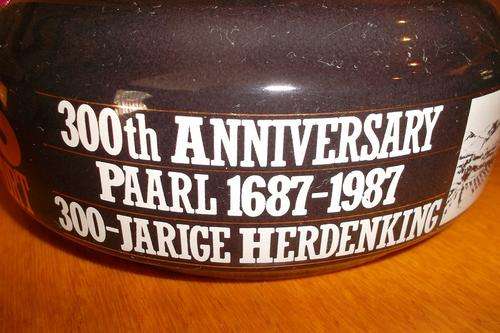 300th ANNIVERSARY
PAARL 1687-1987
300-JARIGE HERDENKING